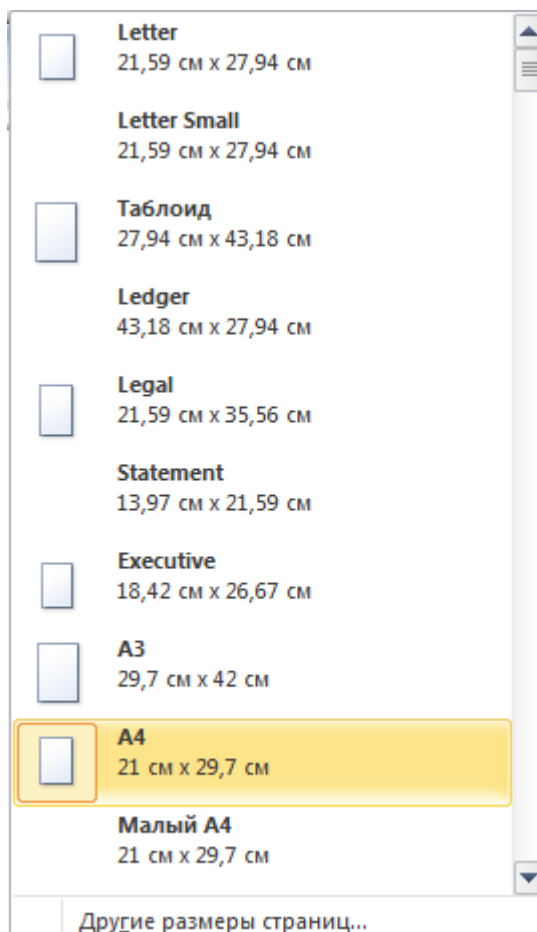 Letter
21,59 см x 27,94 см
Letter Small
21,59 см x 27,94 см
Таблоид
27,94 см x 43,18 см
Ledger
43,18 см x 27,94 см
Legal
21,59 см x 35,56 см
Statement
13,97 см x 21,59 см
Executive
18,42 см x 26,67 см
A3
29,7 см x 42 см
A4
21 см x 29,7 см
Малый A4
21 см x 29,7 см
Другие размеры страниц...